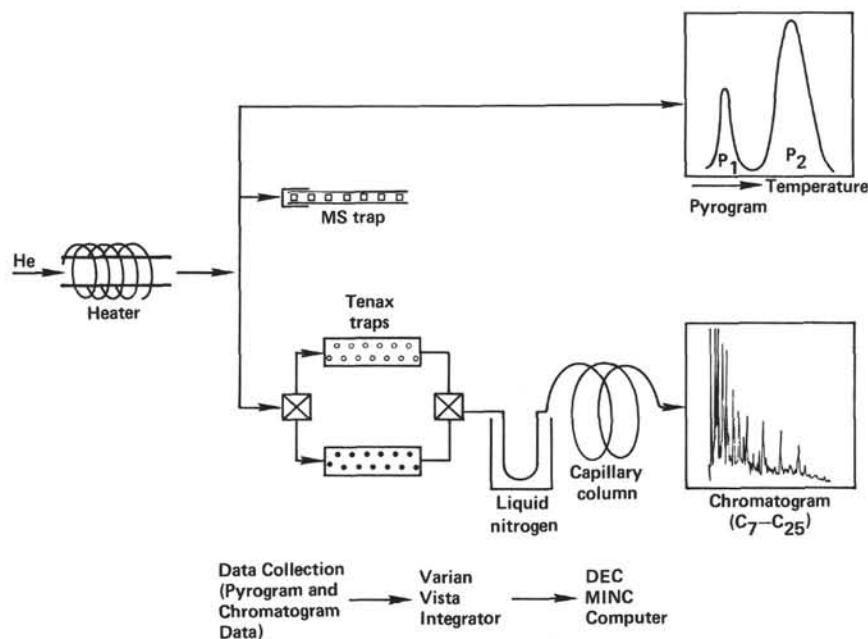 P1
P2
Temperature
Pyrogram
MS trap
He
Heater
Tenax
traps
Liquid
nitrogen
Capillary
column
Chromatogram
(C7–C25)
Data Collection
(Pyrogram and
Chromatogram
Data)
Varian
Vista
Integrator
DEC
MINC
Computer